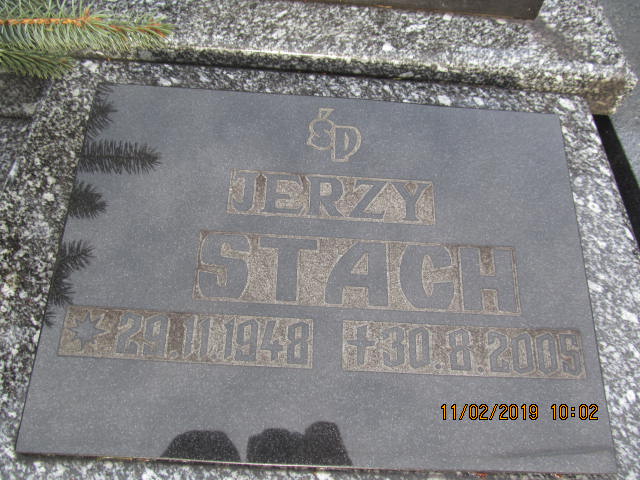 ŚP
JERZY
STACH
* 29.11.1948 †30.8.2005
11/02/2019 10:02